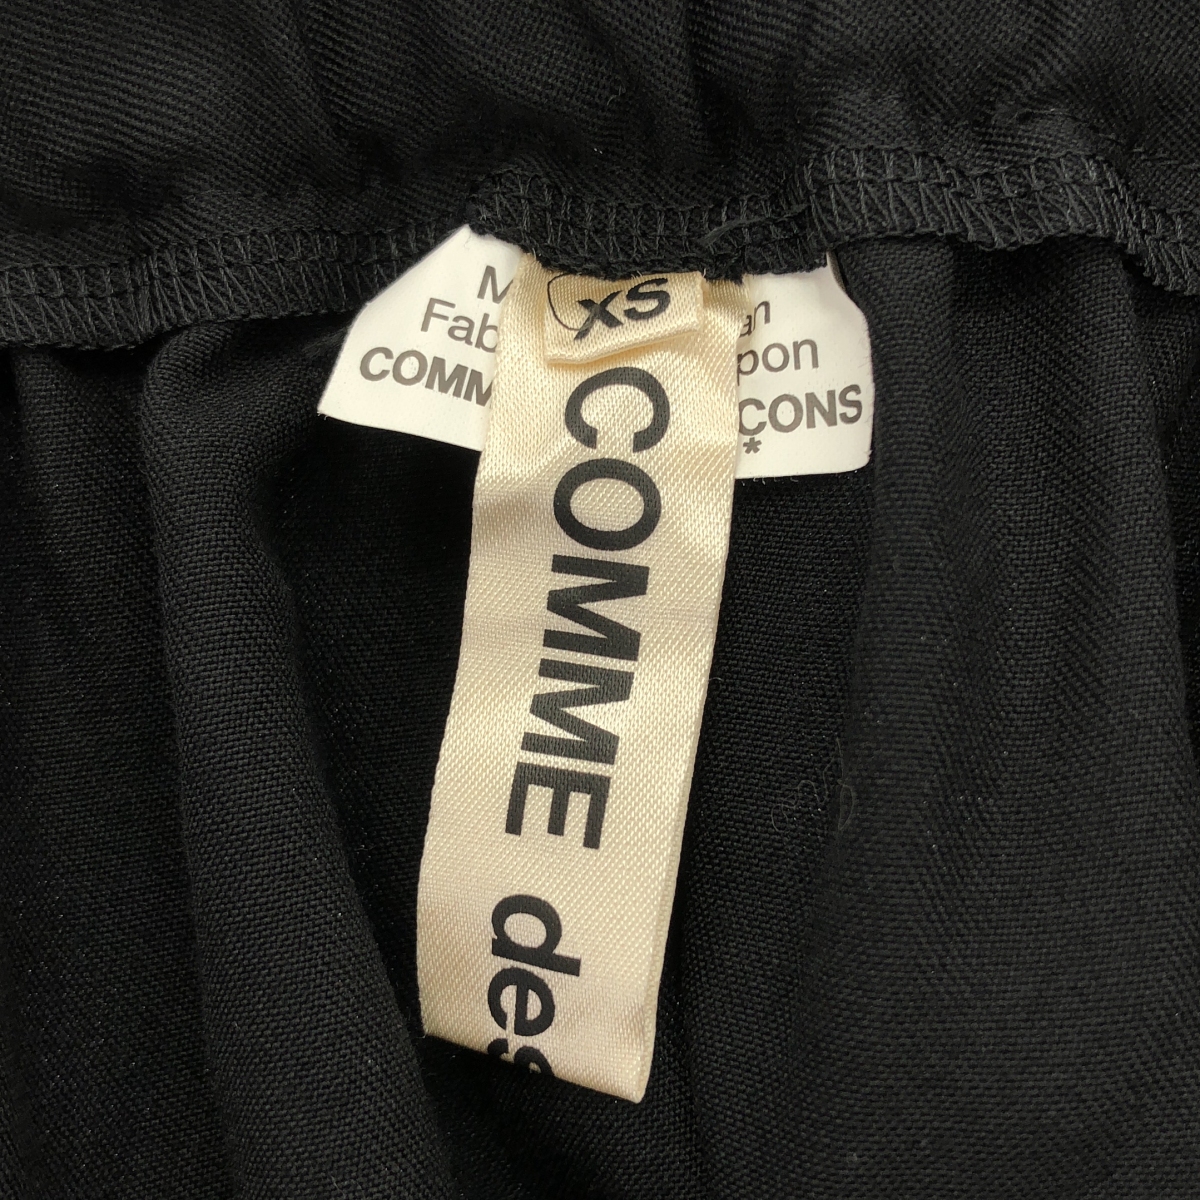 XS
COMME des
M an
Fab pon
COMM CONS
*